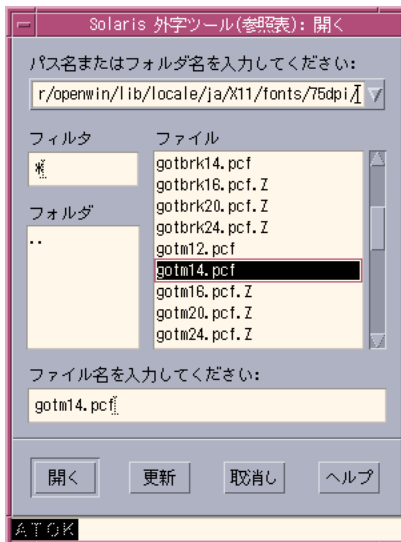 Solaris 外字ツール(参照表): 開く
パス名またはフォルダ名を入力してください:
r/openwin/lib/locale/ja/X11/fonts/75dpi/
フィルタ
*
フォルダ
..
ファイル
gotbrk14.pcf
gotbrk16.pcf.Z
gotbrk20.pcf.Z
gotbrk24.pcf.Z
gotm12.pcf
gotm14.pcf
gotm16.pcf.Z
gotm20.pcf.Z
gotm24.pcf.Z
ファイル名を入力してください:
gotm14.pcf
開く
更新
取消し
ヘルプ
ATOK